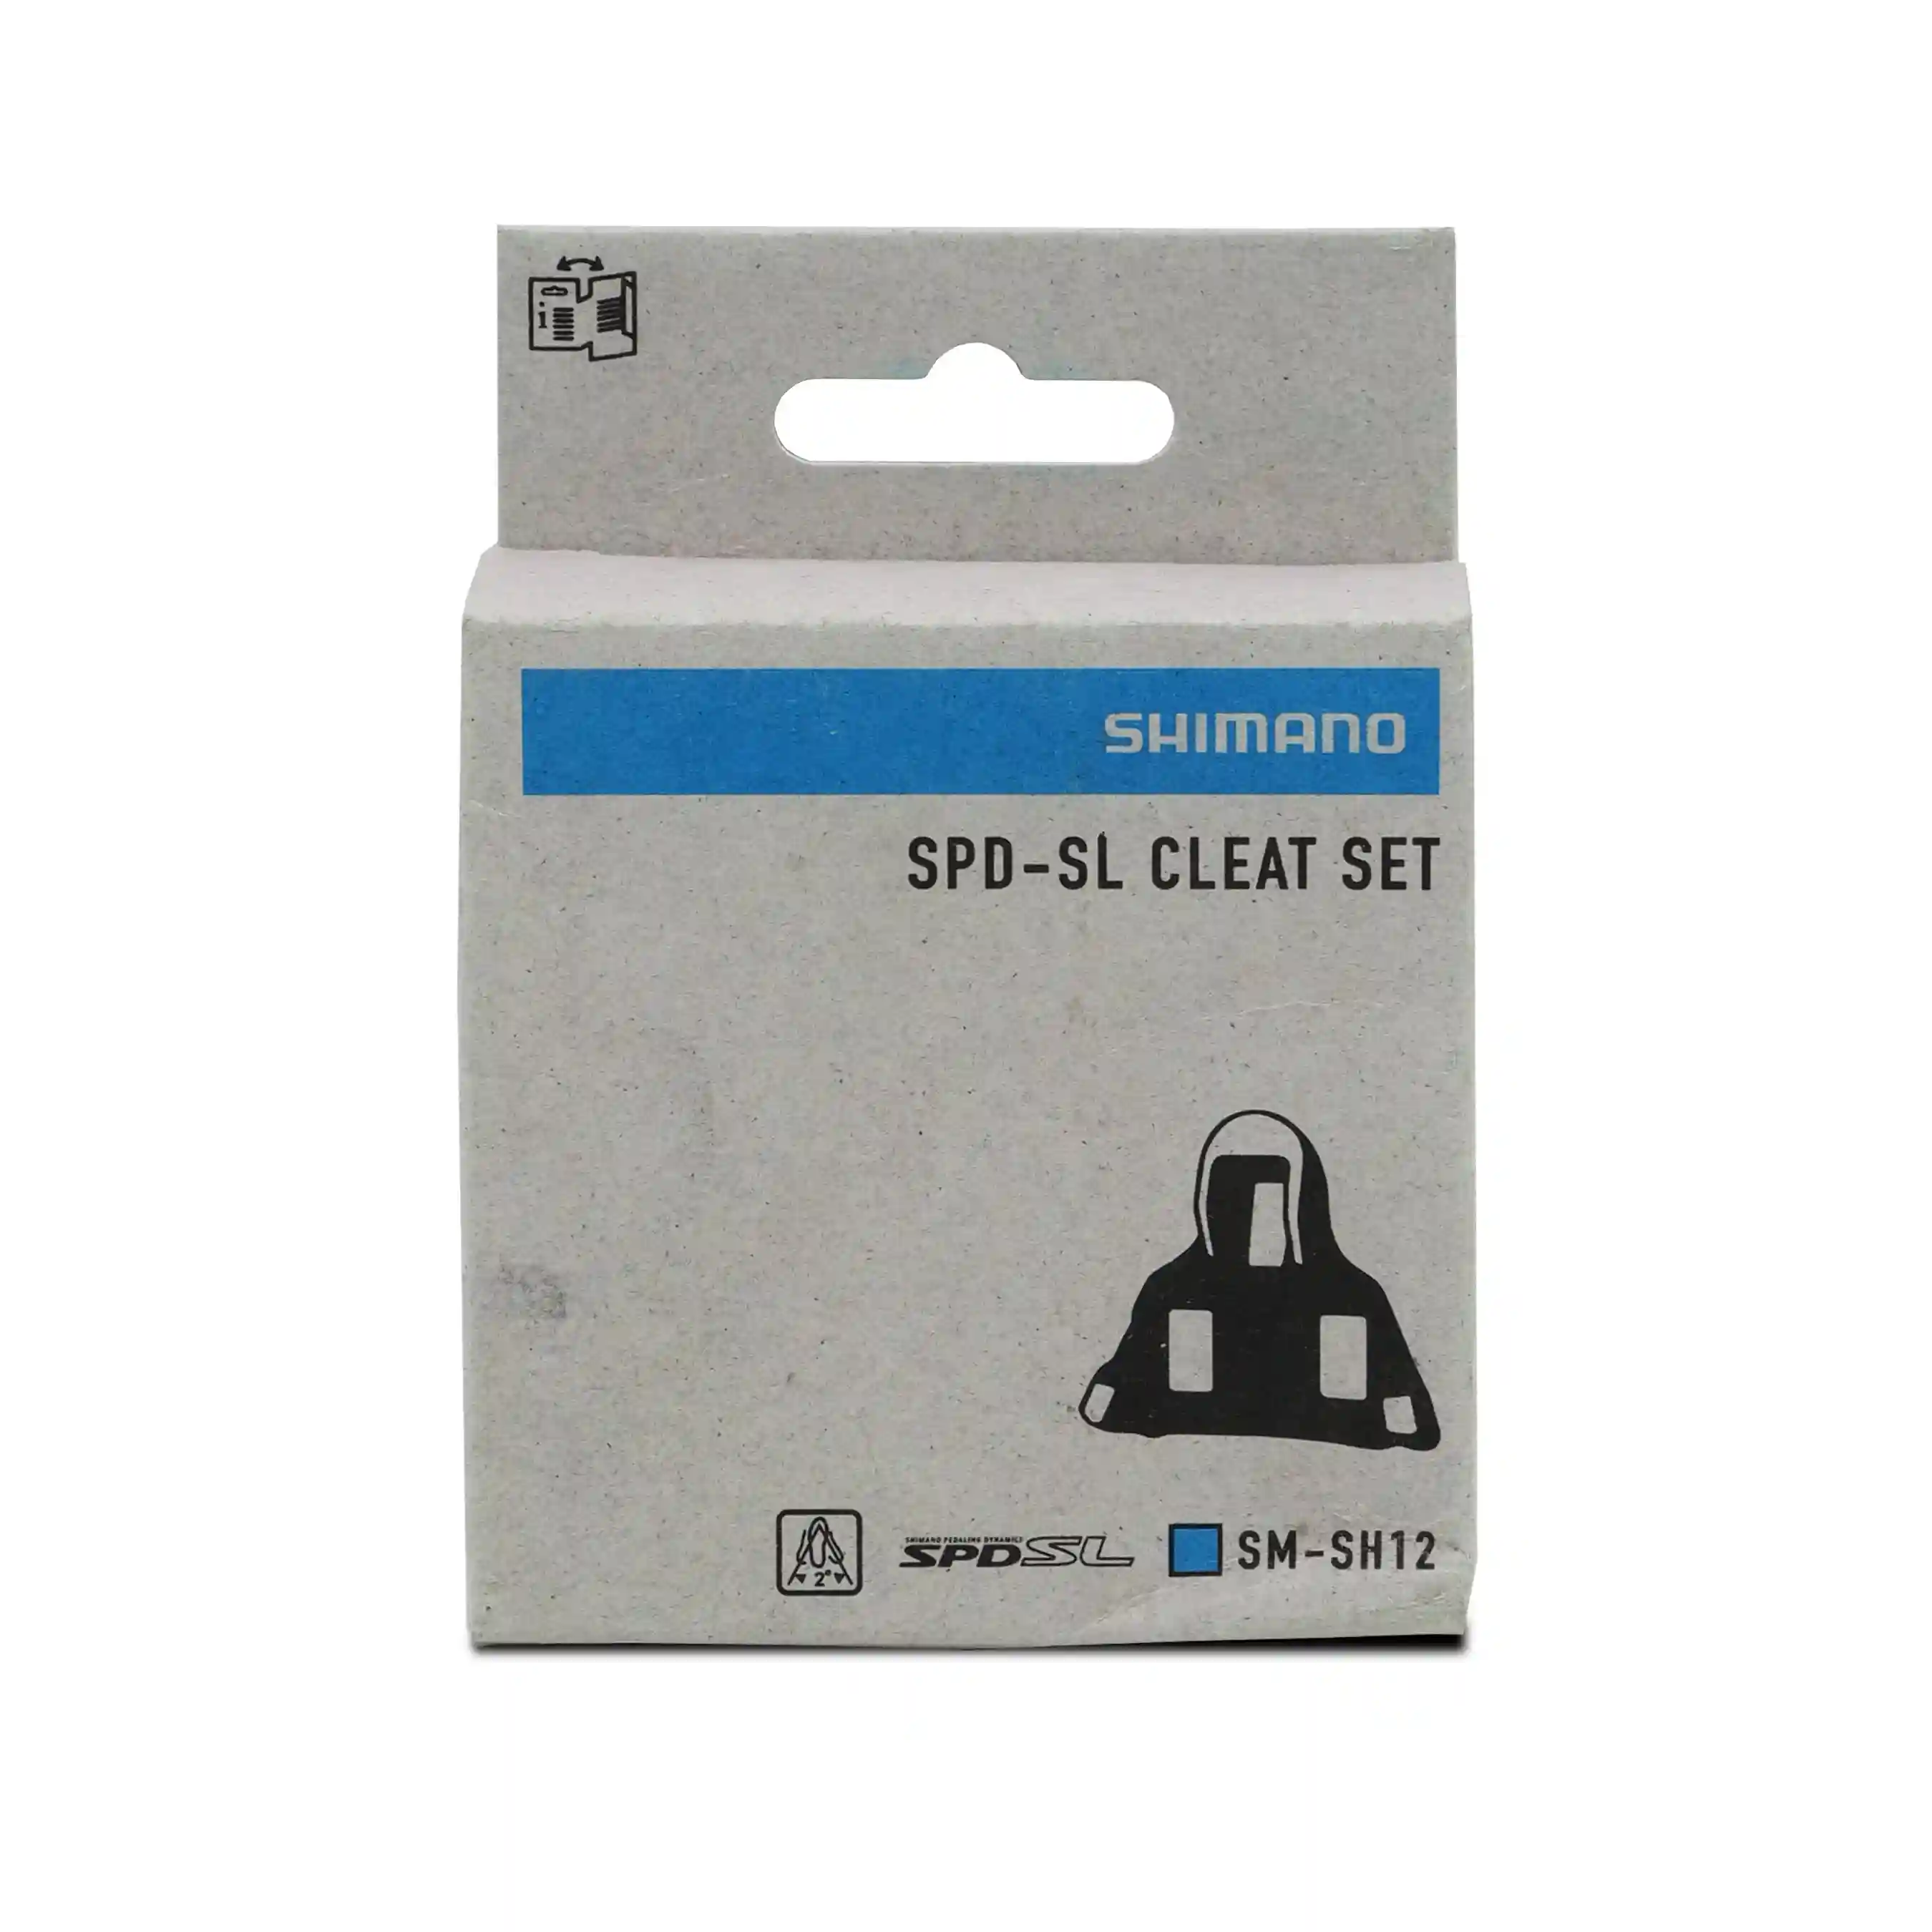 SHIMANO
SPD-SL CLEAT SET
2°
SHIMANO PEDALING DYNAMICS
SPD SL
SM-SH12